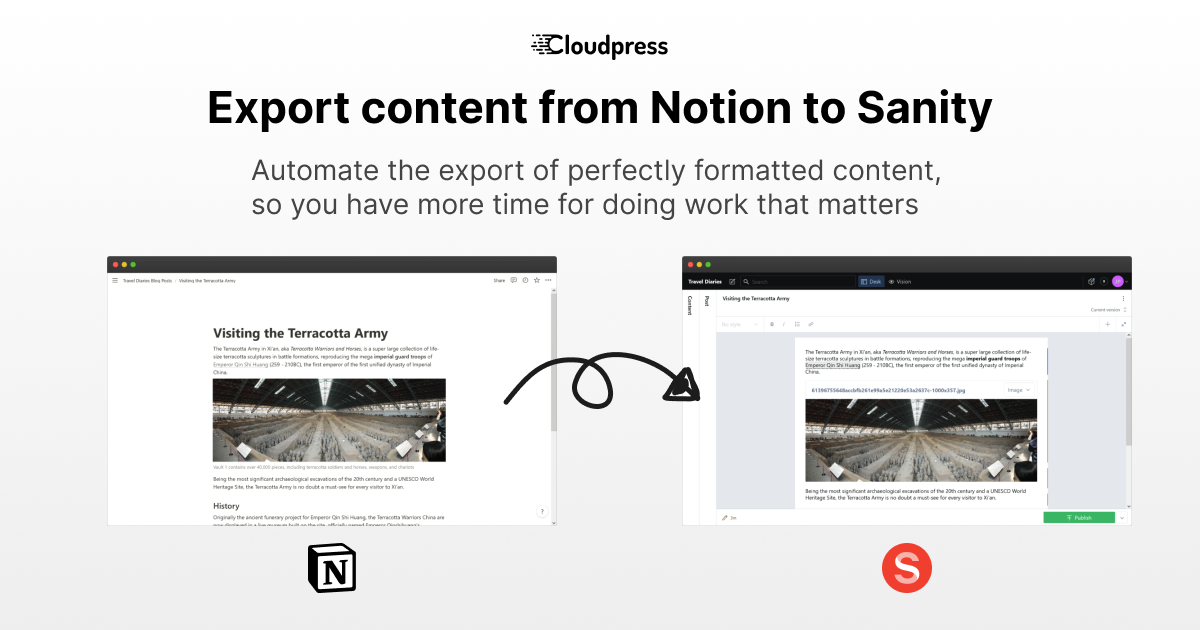 Cloudpress
Export content from Notion to Sanity
Automate the export of perfectly formatted content,
so you have more time for doing work that matters
Travel Diaries Blog Posts / Visiting the Terracotta Army
Share
Visiting the Terracotta Army
The Terracotta Army in Xi'an, aka Terracotta Warriors and Horses, is a super large collection of life-
size terracotta sculptures in battle formations, reproducing the mega imperial guard troops of
Emperor Qin Shi Huang (259 - 210BC), the first emperor of the first unified dynasty of Imperial
China.
Vault 1 contains over 40,000 pieces, including terracotta soldiers and horses, weapons, and chariots
Being the most significant archaeological excavations of the 20th century and a UNESCO World
Heritage Site, the Terracotta Army is no doubt a must-see for every visitor to Xi'an.
History
Originally the ancient funerary project for Emperor Qin Shi Huang, the Terracotta Warriors China are
?
N
Travel Diaries
Search
Desk
Vision
Content
Post
Visiting the Terracotta Army
Current version
No style
B
I
The Terracotta Army in Xi'an, aka Terracotta Warriors and Horses, is a super large collection of life-
size terracotta sculptures in battle formations, reproducing the mega imperial guard troops of
Emperor Qin Shi Huang (259 - 210BC), the first emperor of the first unified dynasty of Imperial
China.
Image
Being the most significant archaeological excavations of the 20th century and a UNESCO World
Heritage Site, the Terracotta Army is no doubt a must-see for every visitor to Xi'an.
Publish
S